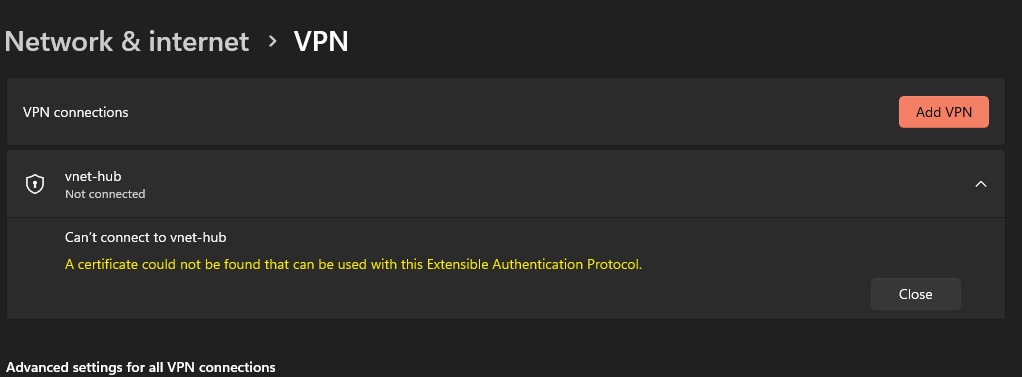 Network & internet > VPN
VPN connections
Add VPN
vnet-hub
Not connected
Can't connect to vnet-hub
A certificate could not be found that can be used with this Extensible Authentication Protocol.
Close
Advanced settings for all VPN connections